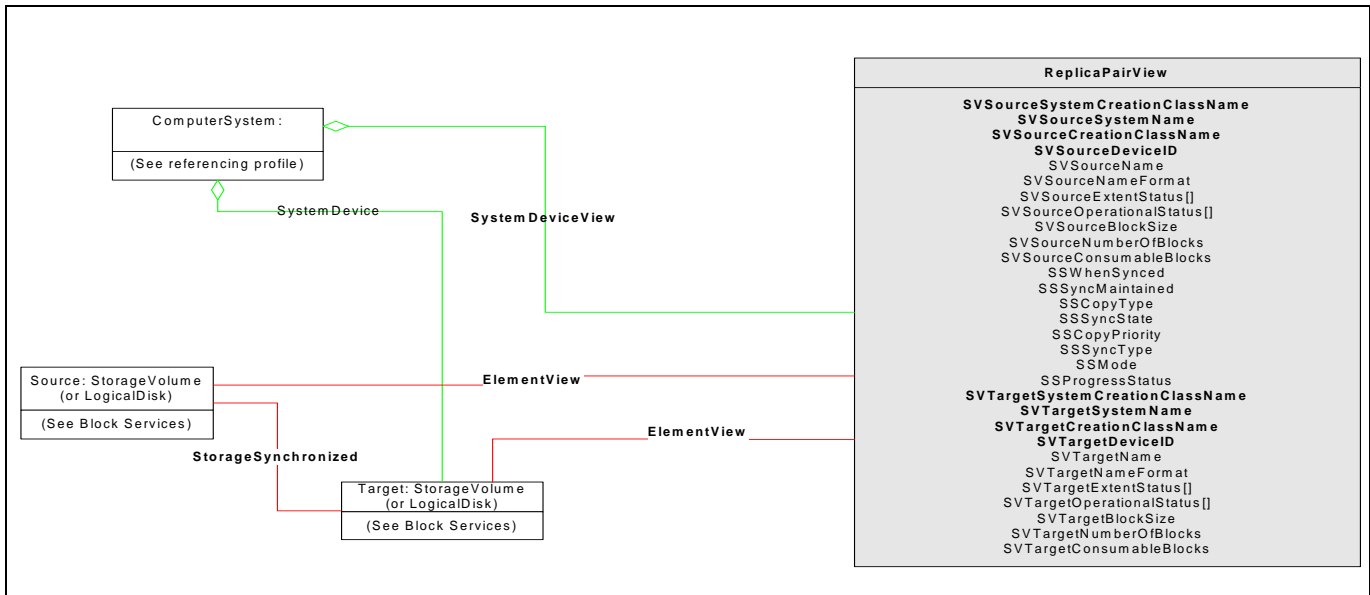 ComputerSystem:
(See referencing profile)
SystemDevice
SystemDeviceView
Source: StorageVolume
(or LogicalDisk)
(See Block Services)
ElementView
ElementView
StorageSynchronized
Target: StorageVolume
(or LogicalDisk)
(See Block Services)
ReplicaPairView
SVSourceSystemCreationClassName
SVSourceSystemName
SVSourceCreationClassName
SVSourceDeviceID
SVSourceName
SVSourceNameFormat
SVSourceExtentStatus[]
SVSourceOperationalStatus[]
SVSourceBlockSize
SVSourceNumberOfBlocks
SVSourceConsumableBlocks
SSWhenSynced
SSSyncMaintained
SSCopyType
SSSyncState
SSCopyPriority
SSSyncType
SSMode
SSProgressStatus
SVTargetSystemCreationClassName
SVTargetSystemName
SVTargetCreationClassName
SVTargetDeviceID
SVTargetName
SVTargetNameFormat
SVTargetExtentStatus[]
SVTargetOperationalStatus[]
SVTargetBlockSize
SVTargetNumberOfBlocks
SVTargetConsumableBlocks